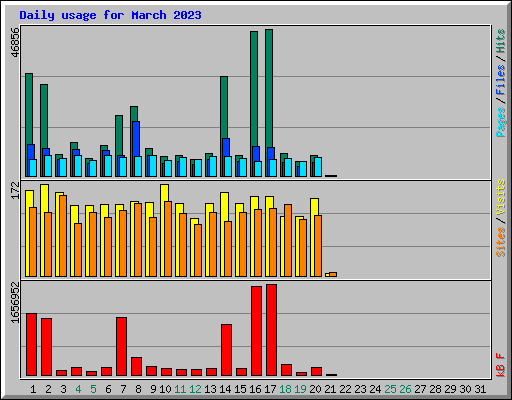 Daily usage for March 2023
46856
Pages / Files / Hits
172
Sites / Visits
1656952
kB F
1 2 3 4 5 6 7 8 9 10 11 12 13 14 15 16 17 18 19 20 21 22 23 24 25 26 27 28 29 30 31